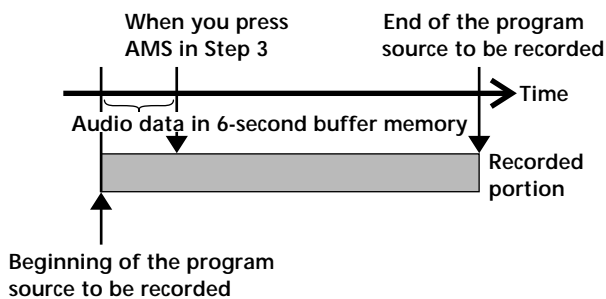 When you press
AMS in Step 3
End of the program
source to be recorded
Time
Audio data in 6-second buffer memory
Recorded
portion
Beginning of the program
source to be recorded